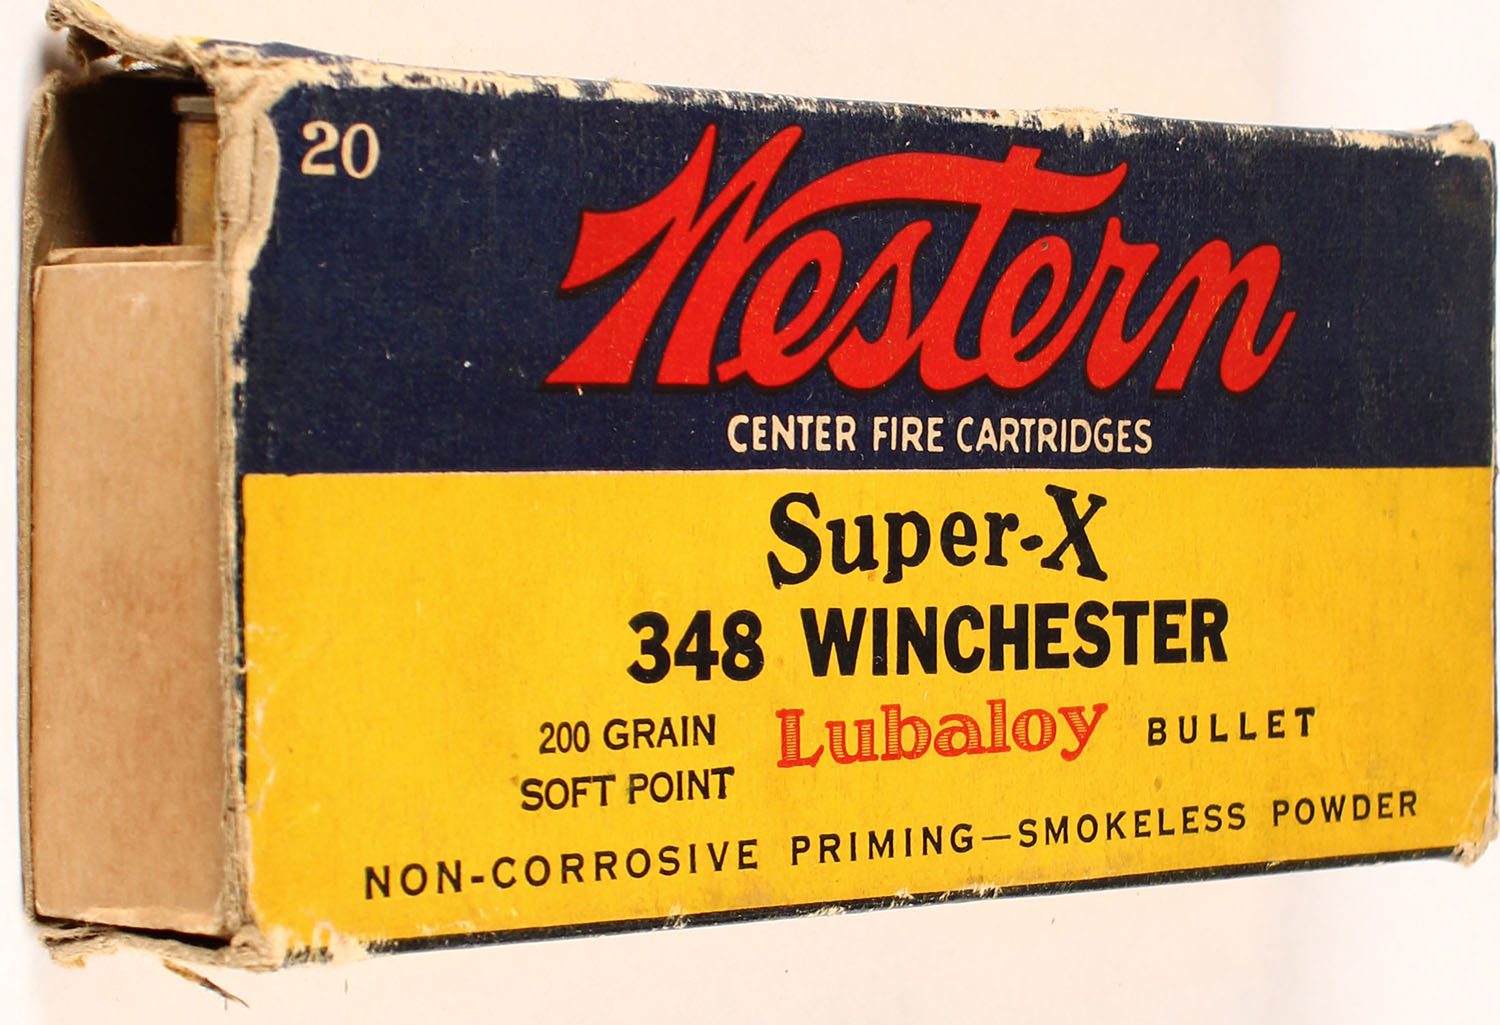 20
Western
CENTER FIRE CARTRIDGES
Super-X
348 WINCHESTER
200 GRAIN
SOFT POINT
Lubaloy BULLET
NON-CORROSIVE PRIMING—SMOKELESS POWDER